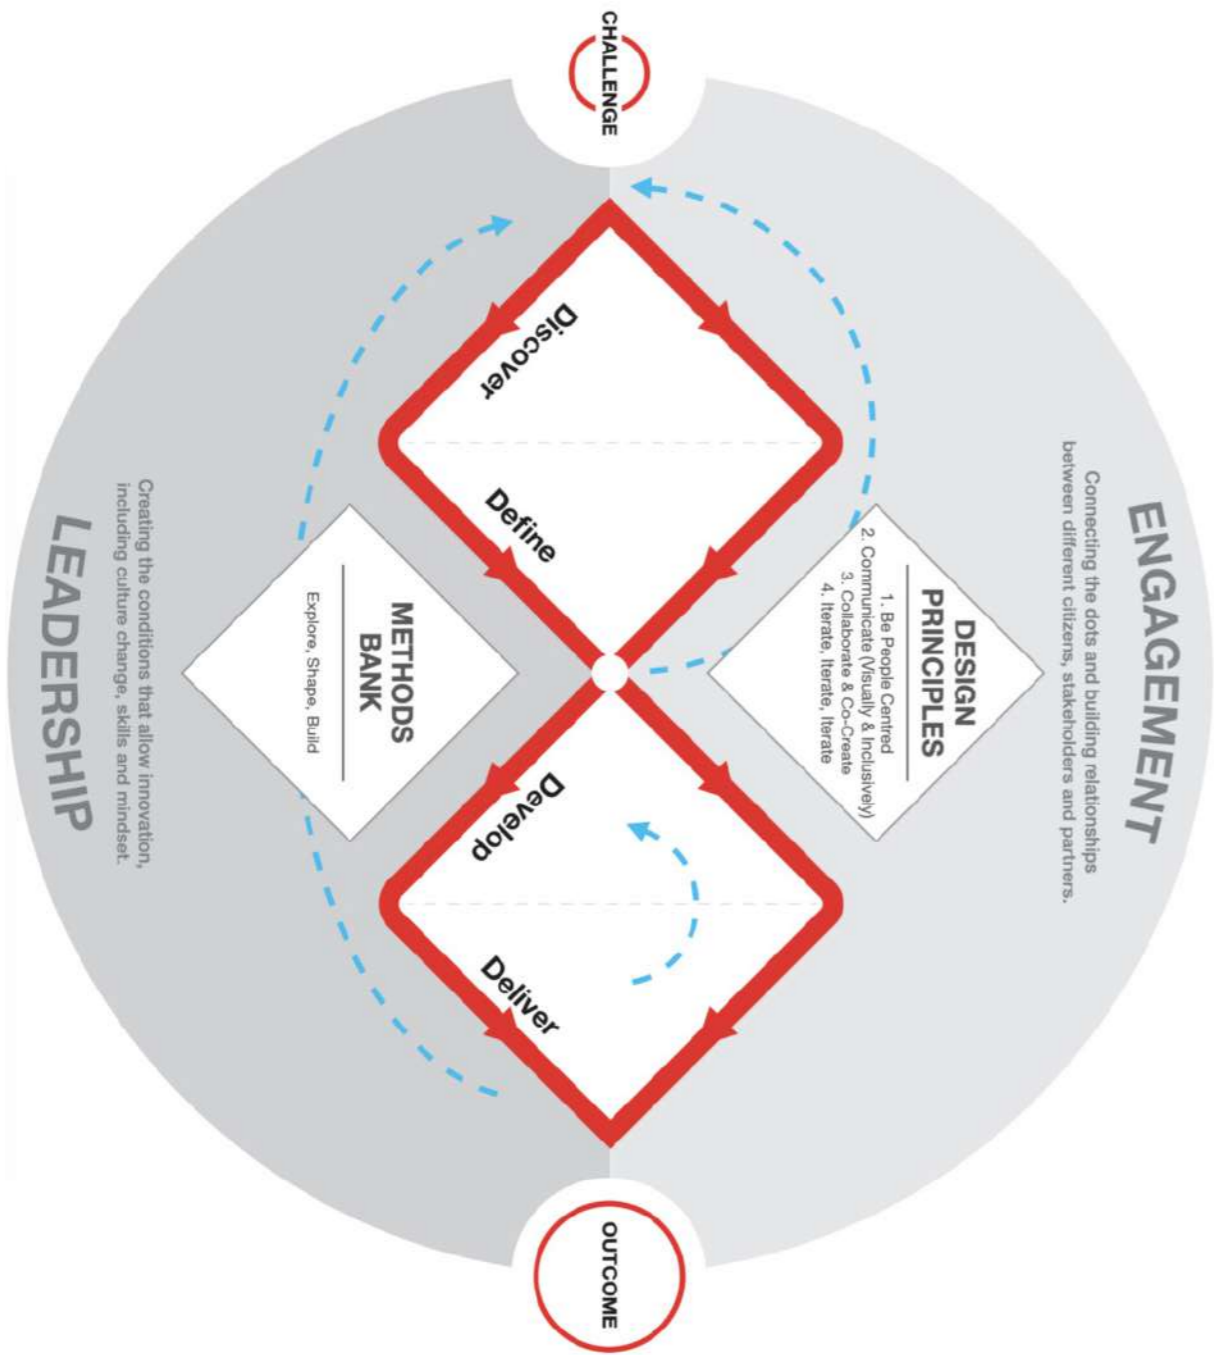 ENGAGEMENT
Connecting the dots and building relationships
between different citizens, stakeholders and partners.
DESIGN
PRINCIPLES
1. Be People Centred
2. Communicate (Visually & Inclusively)
3. Collaborate & Co-Create
4. Iterate, Iterate, Iterate
CHALLENGE
Discover
Define
Develop
Deliver
OUTCOME
METHODS
BANK
Explore, Shape, Build
Creating the conditions that allow innovation,
including culture change, skills and mindset.
LEADERSHIP